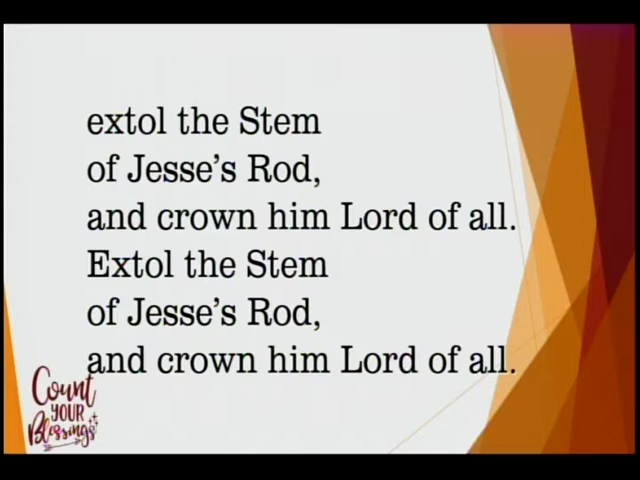 extol the Stem
of Jesse’s Rod,
and crown him Lord of all.
Extol the Stem
of Jesse’s Rod,
and crown him Lord of all.
Count
YOUR
Blessings